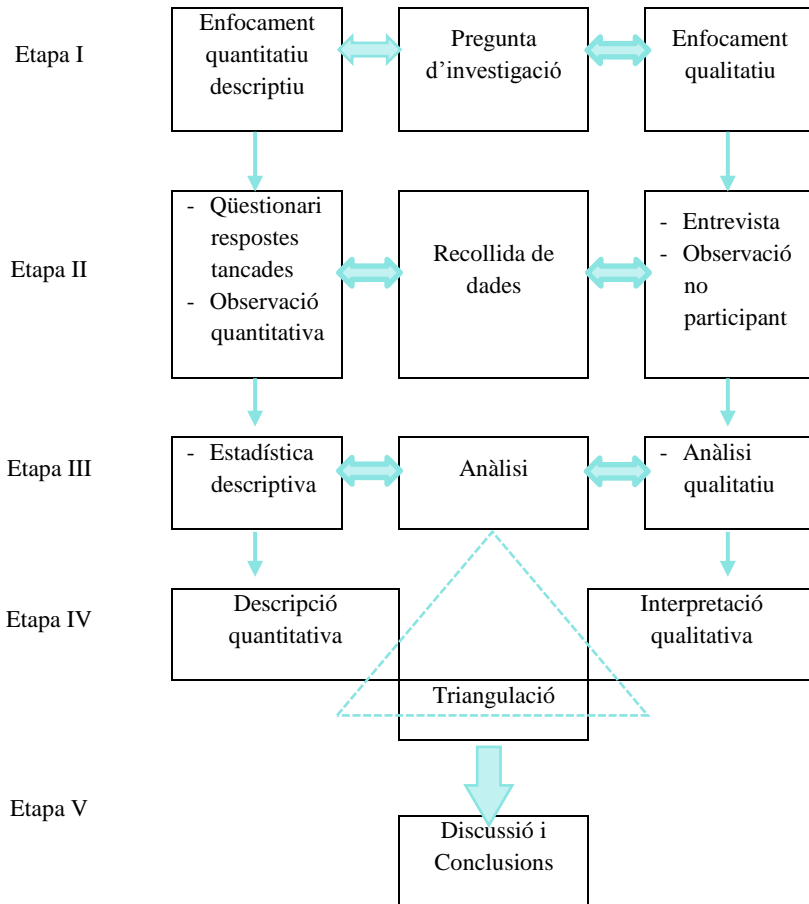 Etapa I
Enfocament
quantitatiu
descriptiu
Pregunta
d’investigació
Enfocament
qualitatiu
Etapa II
- Qüestionari
respostes
tancades
- Observació
quantitativa
Recollida de
dades
- Entrevista
- Observació
no
participant
Etapa III
- Estadística
descriptiva
Anàlisi
- Anàlisi
qualitatiu
Etapa IV
Descripció
quantitativa
Interpretació
qualitativa
Triangulació
Etapa V
Discussió i
Conclusions